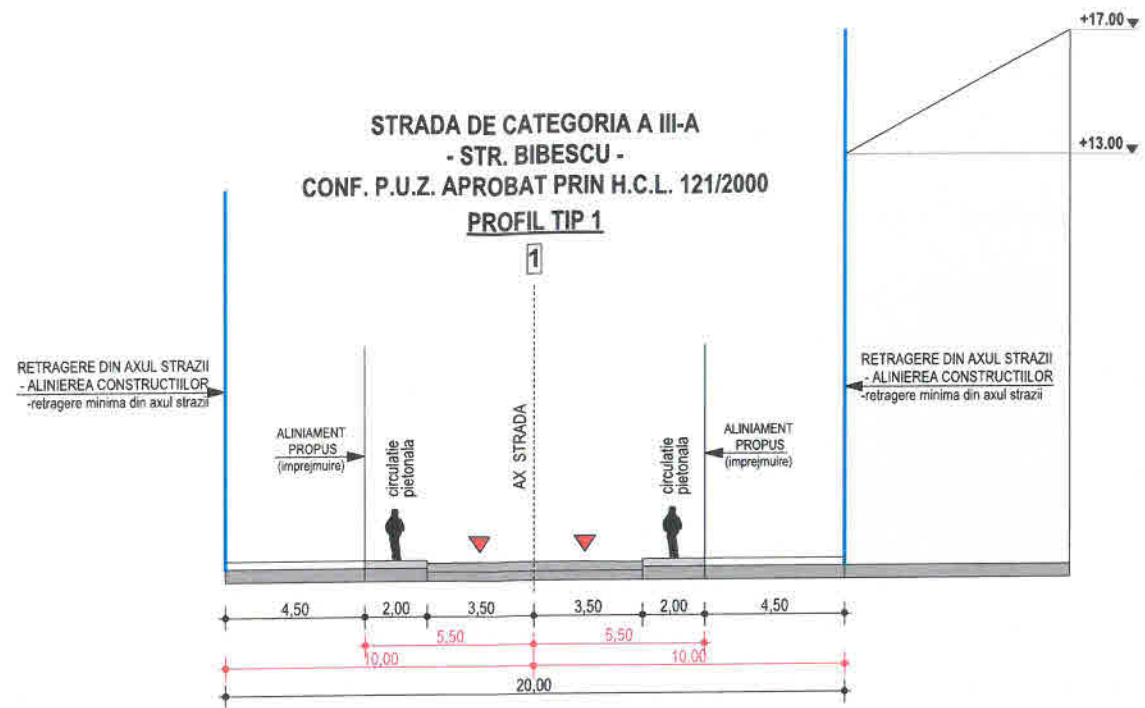 +17.00
+13.00
STRADA DE CATEGORIA A III-A
- STR. BIBESCU -
CONF. P.U.Z. APROBAT PRIN H.C.L. 121/2000
PROFIL TIP 1
1
RETRAGERE DIN AXUL STRAZII
- ALINIEREA CONSTRUCTIILOR
-retragere minima din axul strazii
ALINIAMENT
PROPUS
(imprejmuire)
circulatie
pietonala
AX STRADA
circulatie
pietonala
ALINIAMENT
PROPUS
(imprejmuire)
RETRAGERE DIN AXUL STRAZII
- ALINIEREA CONSTRUCTIILOR
-retragere minima din axul strazii
4,50 2,00 3,50 3,50 2,00 4,50
5,50 5,50
10,00 10,00
20,00